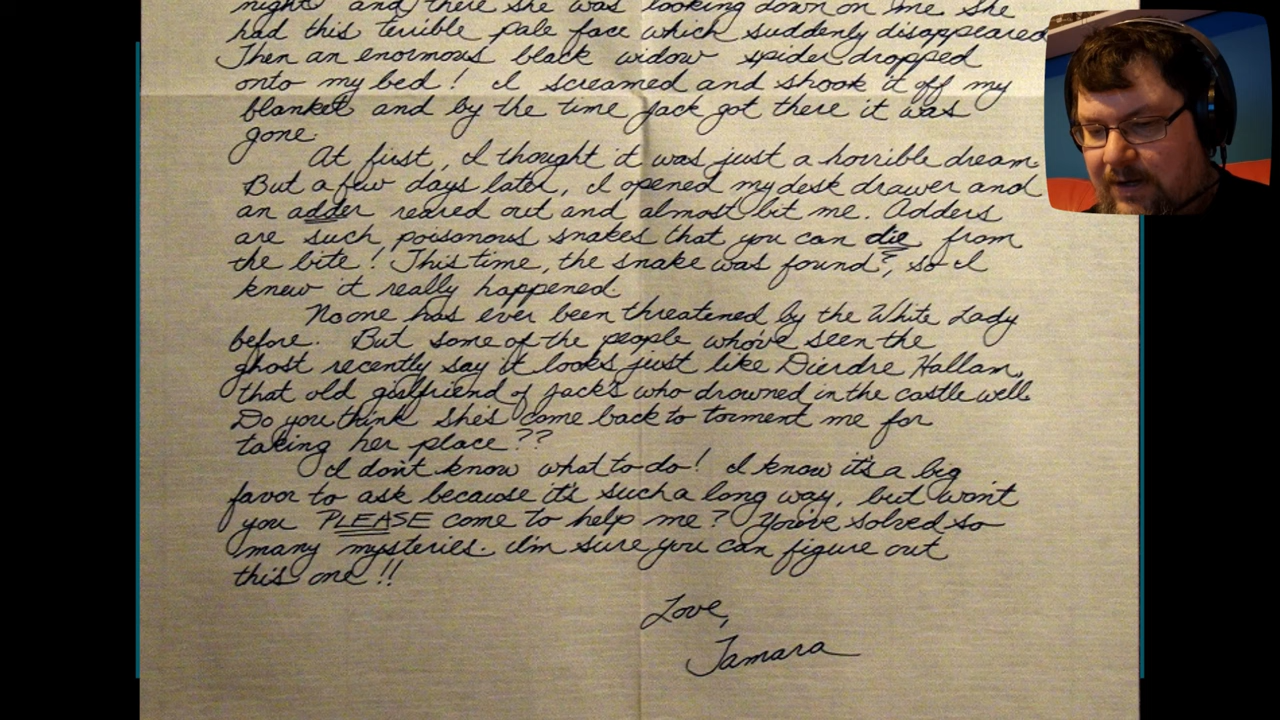 night and there she was looking down on me. She
had this terrible pale face which suddenly disappeared.
Then an enormous black widow spider dropped
onto my bed! I screamed and shook it off my
blanket and by the time Jack got there it was
gone.
At first, I thought it was just a horrible dream.
But a few days later, I opened my desk drawer and
an adder reared out and almost bit me. Adders
are such poisonous snakes that you can die from
the bite! This time, the snake was found, so I
knew it really happened.
No one has ever been threatened by the White Lady
before. But some of the people who've seen the
ghost recently say it looks just like Dierdre Hallam,
that old girlfriend of Jack's who drowned in the castle well.
Do you think she's come back to torment me for
taking her place??
I don't know what to do! I know it's a big
favor to ask because it's such a long way, but won't
you PLEASE come to help me? You've solved so
many mysteries. I'm sure you can figure out
this one!!
Love,
Tamara